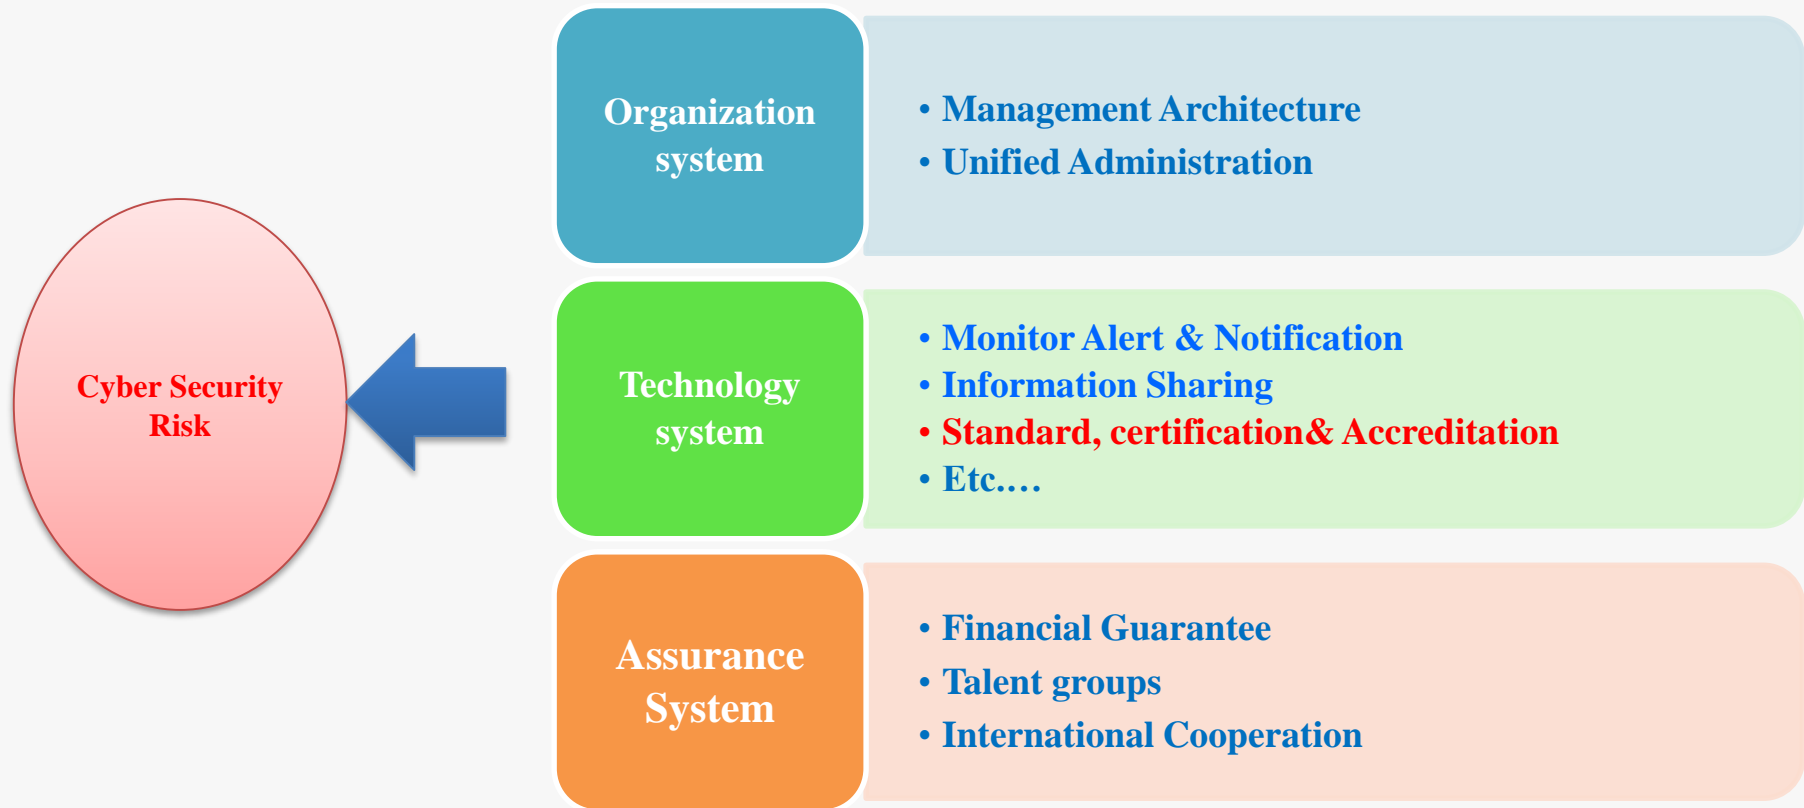 Cyber Security
Risk
Organization
system
• Management Architecture
• Unified Administration
Technology
system
• Monitor Alert & Notification
• Information Sharing
• Standard, certification& Accreditation
• Etc.…
Assurance
System
• Financial Guarantee
• Talent groups
• International Cooperation